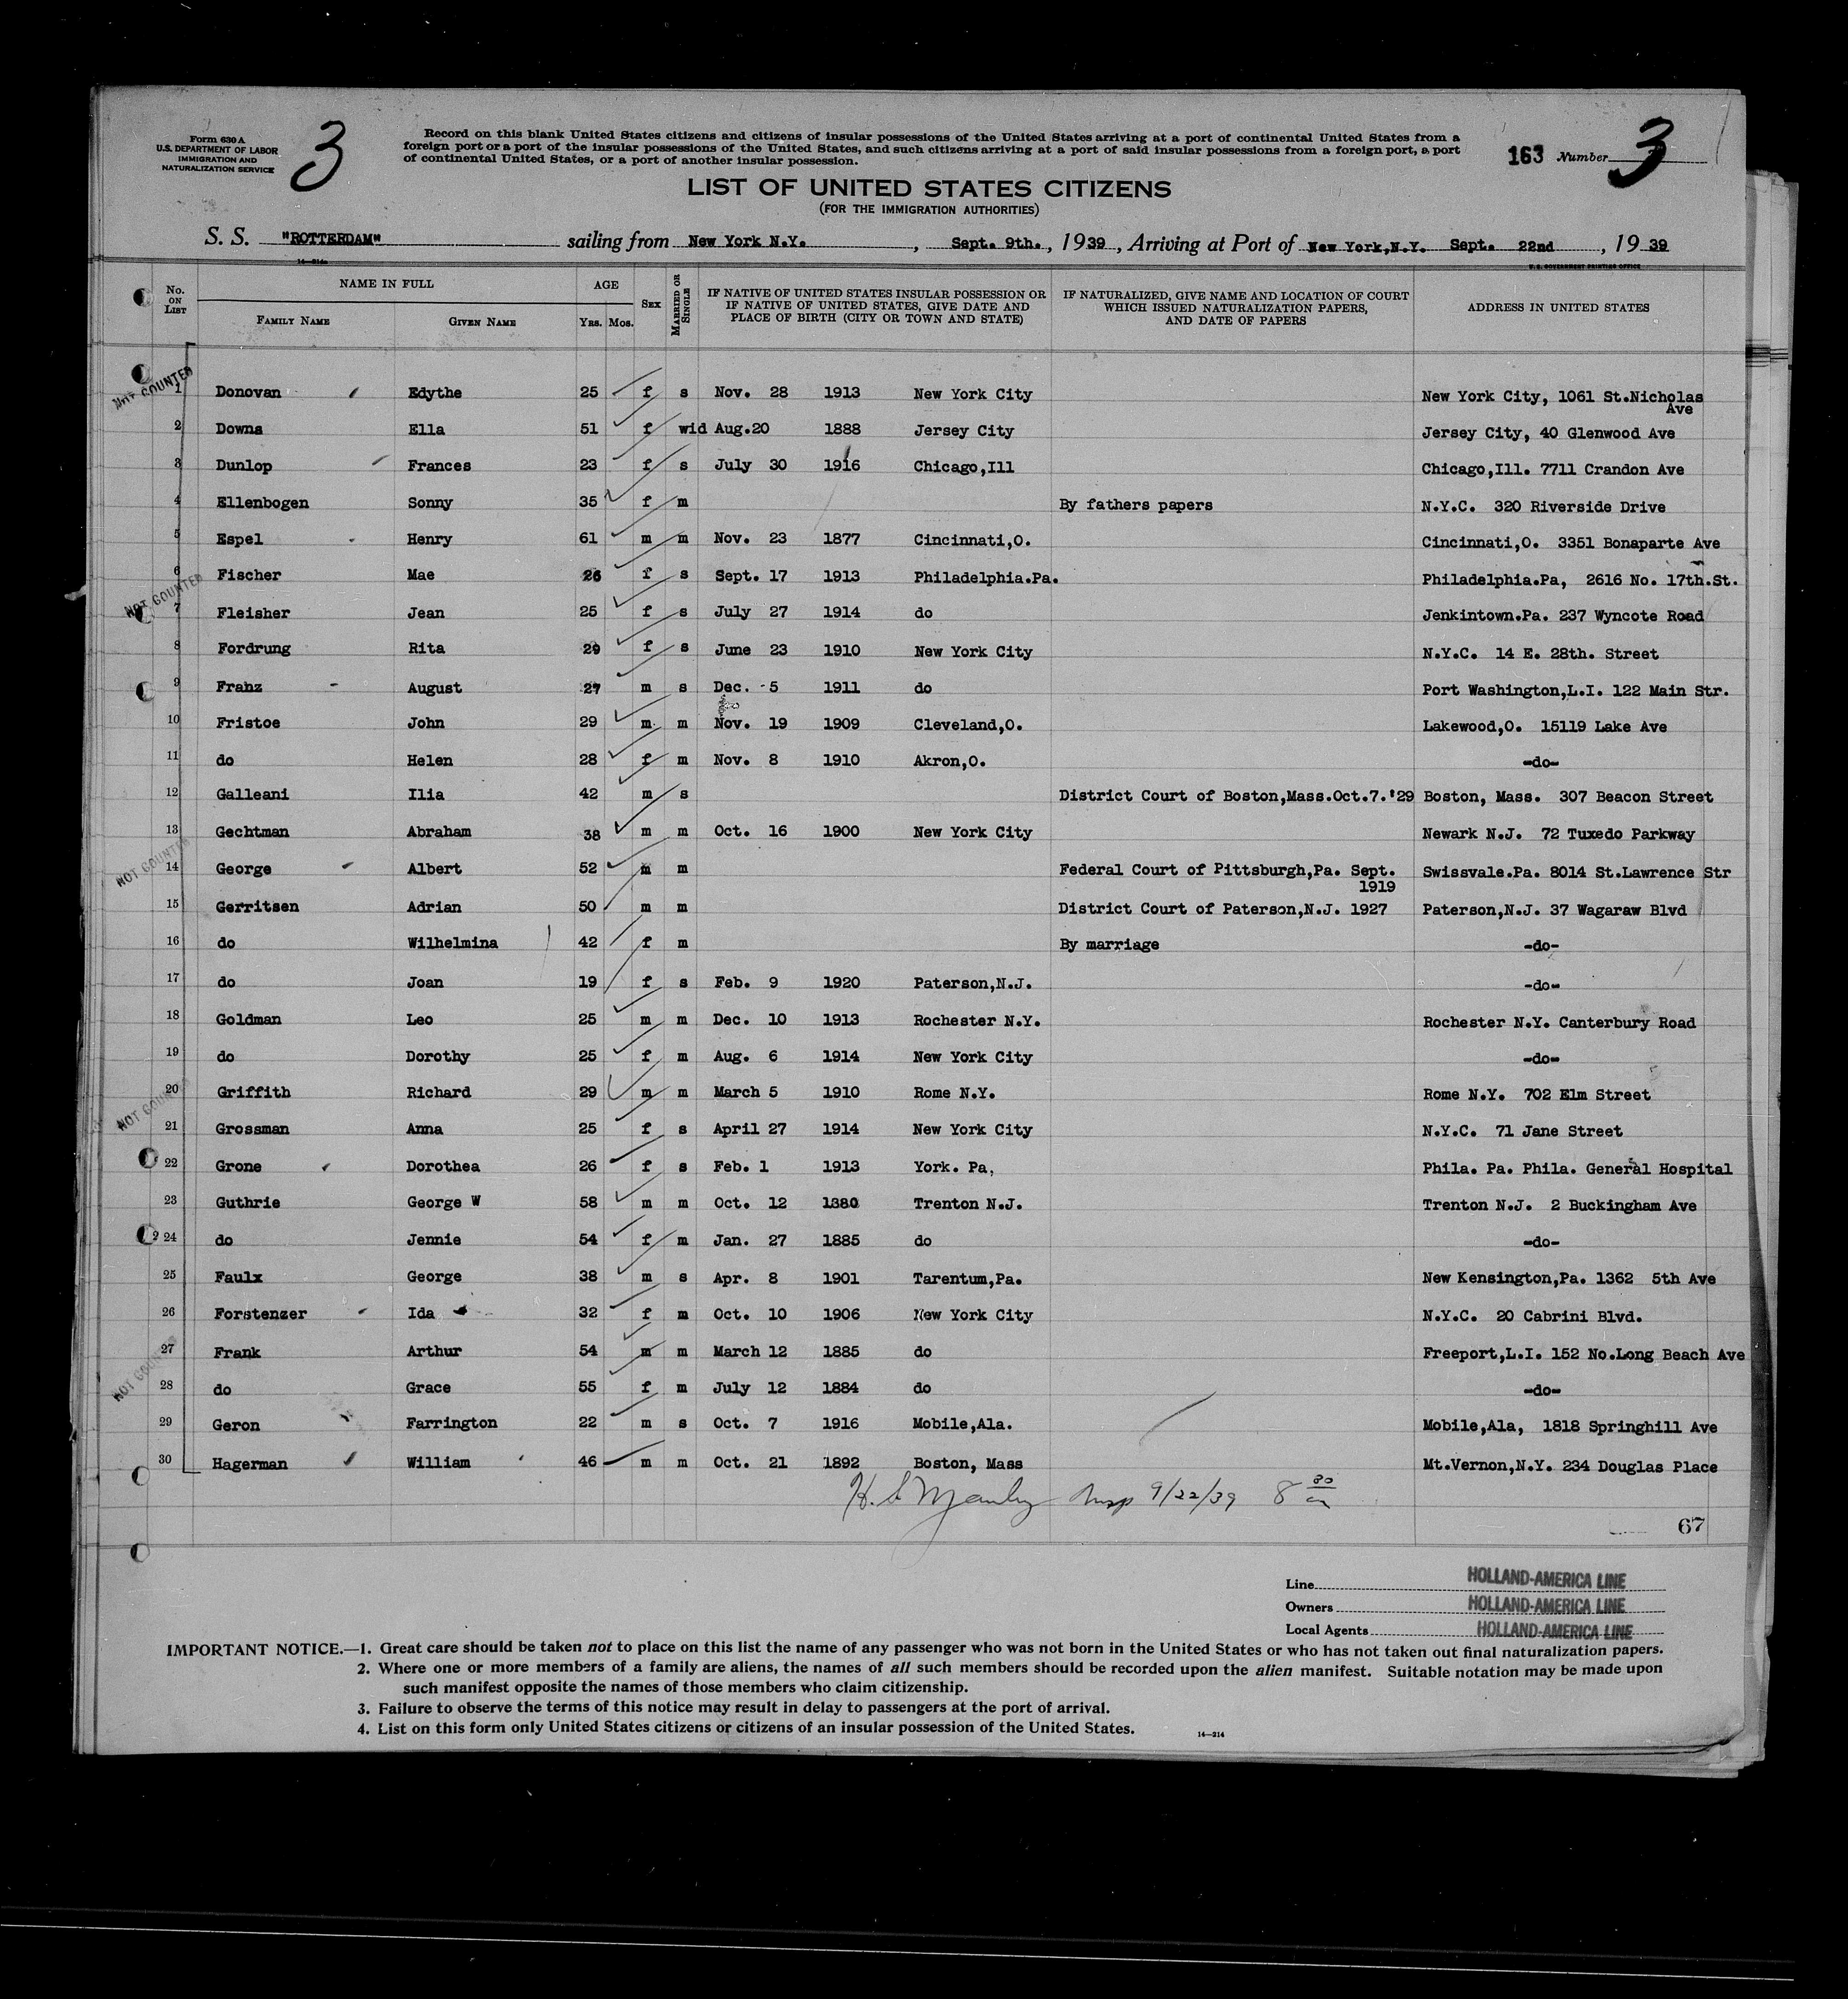 Form 630 A
U.S. DEPARTMENT OF LABOR
IMMIGRATION AND
NATURALIZATION SERVICE
3
Record on this blank United States citizens and citizens of insular possessions of the United States arriving at a port of continental United States from a
foreign port or a port of the insular possessions of the United States, and such citizens arriving at a port of said insular possessions from a foreign port, a port
of continental United States, or a port of another insular possession.
163 Number 3
LIST OF UNITED STATES CITIZENS
(FOR THE IMMIGRATION AUTHORITIES)
S. S. "ROTTERDAM" sailing from New York N.Y. , Sept. 9th. , 1939 , Arriving at Port of New York,N.Y. Sept. 22nd , 19 39
14—214 U.S. GOVERNMENT PRINTING OFFICE
No. ON LIST NAME IN FULL FAMILY NAME GIVEN NAME AGE YRS. MOS. SEX MARRIED OR SINGLE IF NATIVE OF UNITED STATES INSULAR POSSESSION OR IF NATIVE OF UNITED STATES, GIVE DATE AND PLACE OF BIRTH (CITY OR TOWN AND STATE) IF NATURALIZED, GIVE NAME AND LOCATION OF COURT WHICH ISSUED NATURALIZATION PAPERS, AND DATE OF PAPERS ADDRESS IN UNITED STATES
NOT COUNTED
1 Donovan Edythe 25 f s Nov. 28 1913 New York City New York City, 1061 St.Nicholas
Ave
2 Downs Ella 51 f wid Aug.20 1888 Jersey City Jersey City, 40 Glenwood Ave
3 Dunlop Frances 23 f s July 30 1916 Chicago,Ill Chicago,Ill. 7711 Crandon Ave
4 Ellenbogen Sonny 35 f m By fathers papers N.Y.C. 320 Riverside Drive
5 Espel Henry 61 m m Nov. 23 1877 Cincinnati,O. Cincinnati,O. 3351 Bonaparte Ave
6 Fischer Mae 26 f s Sept. 17 1913 Philadelphia.Pa. Philadelphia.Pa, 2616 No. 17th.St.
NOT COUNTED
7 Fleisher Jean 25 f s July 27 1914 do Jenkintown.Pa. 237 Wyncote Road
8 Fordrung Rita 29 f s June 23 1910 New York City N.Y.C. 14 E. 28th. Street
9 Franz August 27 m s Dec. 5 1911 do Port Washington,L.I. 122 Main Str.
10 Fristoe John 29 m m Nov. 19 1909 Cleveland,O. Lakewood,O. 15119 Lake Ave
11 do Helen 28 f m Nov. 8 1910 Akron,O. -do-
12 Galleani Ilia 42 m s District Court of Boston,Mass.Oct.7.'29 Boston, Mass. 307 Beacon Street
13 Gechtman Abraham 38 m m Oct. 16 1900 New York City Newark N.J. 72 Tuxedo Parkway
NOT COUNTED
14 George Albert 52 m m Federal Court of Pittsburgh,Pa. Sept. Swissvale.Pa. 8014 St.Lawrence Str
1919
15 Gerritsen Adrian 50 m m District Court of Paterson,N.J. 1927 Paterson,N.J. 37 Wagaraw Blvd
16 do Wilhelmina 42 f m By marriage -do-
17 do Joan 19 f s Feb. 9 1920 Paterson,N.J. -do-
18 Goldman Leo 25 m m Dec. 10 1913 Rochester N.Y. Rochester N.Y. Canterbury Road
19 do Dorothy 25 f m Aug. 6 1914 New York City -do-
20 Griffith Richard 29 m m March 5 1910 Rome N.Y. Rome N.Y. 702 Elm Street
NOT COUNTED
21 Grossman Anna 25 f s April 27 1914 New York City N.Y.C. 71 Jane Street
22 Grone Dorothea 26 f s Feb. 1 1913 York. Pa, Phila. Pa. Phila. General Hospital
23 Guthrie George W 58 m m Oct. 12 1880 Trenton N.J. Trenton N.J. 2 Buckingham Ave
24 do Jennie 54 f m Jan. 27 1885 do -do-
25 Faulx George 38 m s Apr. 8 1901 Tarentum,Pa. New Kensington,Pa. 1362 5th Ave
26 Forstenzer Ida 32 f m Oct. 10 1906 New York City N.Y.C. 20 Cabrini Blvd.
27 Frank Arthur 54 m m March 12 1885 do Freeport,L.I. 152 No.Long Beach Ave
NOT COUNTED
28 do Grace 55 f m July 12 1884 do -do-
29 Geron Farrington 22 m s Oct. 7 1916 Mobile,Ala. Mobile,Ala, 1818 Springhill Ave
30 Hagerman William 46 m m Oct. 21 1892 Boston, Mass Mt.Vernon,N.Y. 234 Douglas Place
9/22/39 8 30
67
Line HOLLAND-AMERICA LINE
Owners HOLLAND-AMERICA LINE
Local Agents HOLLAND-AMERICA LINE
IMPORTANT NOTICE.—1. Great care should be taken not to place on this list the name of any passenger who was not born in the United States or who has not taken out final naturalization papers.
2. Where one or more members of a family are aliens, the names of all such members should be recorded upon the alien manifest. Suitable notation may be made upon
such manifest opposite the names of those members who claim citizenship.
3. Failure to observe the terms of this notice may result in delay to passengers at the port of arrival.
4. List on this form only United States citizens or citizens of an insular possession of the United States.
14—214